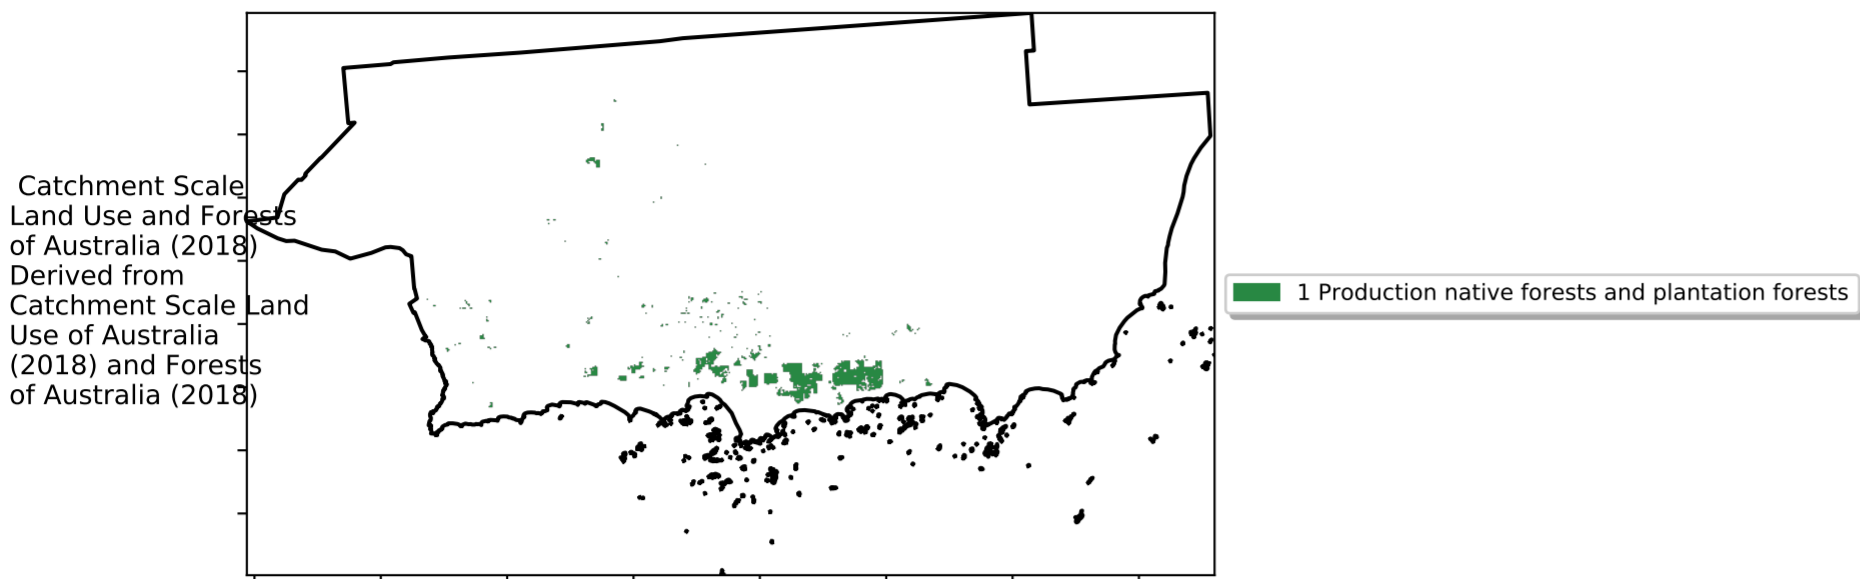 Catchment Scale
Land Use and Forests
of Australia (2018)
Derived from
Catchment Scale Land
Use of Australia
(2018) and Forests
of Australia (2018)
1 Production native forests and plantation forests